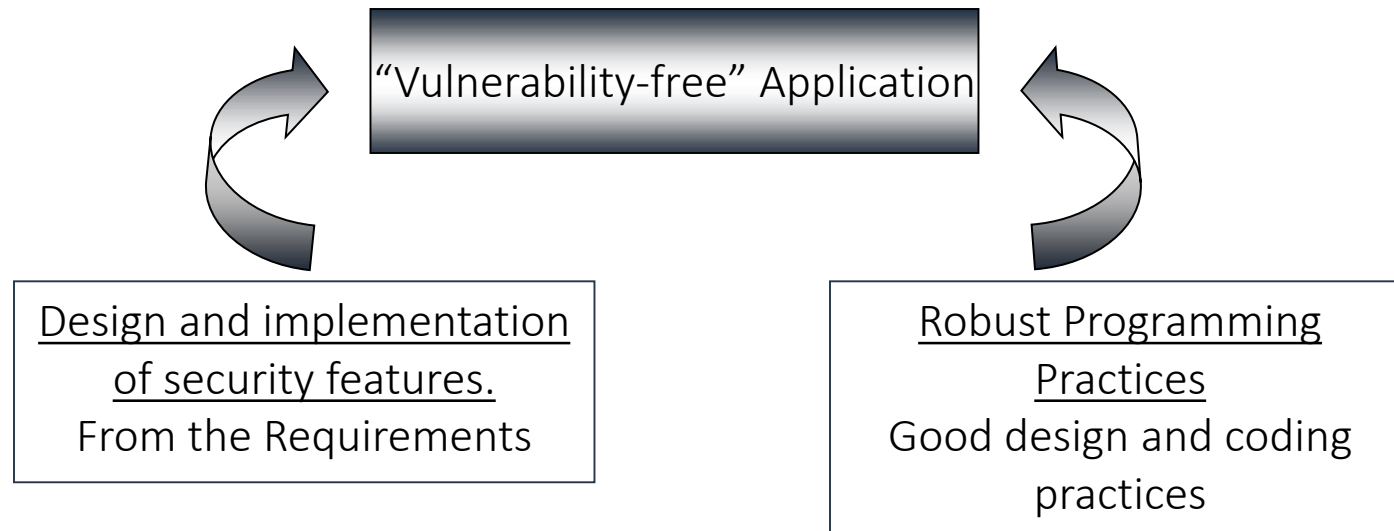 “Vulnerability-free” Application
Design and implementation
of security features.
From the Requirements
Robust Programming
Practices
Good design and coding
practices